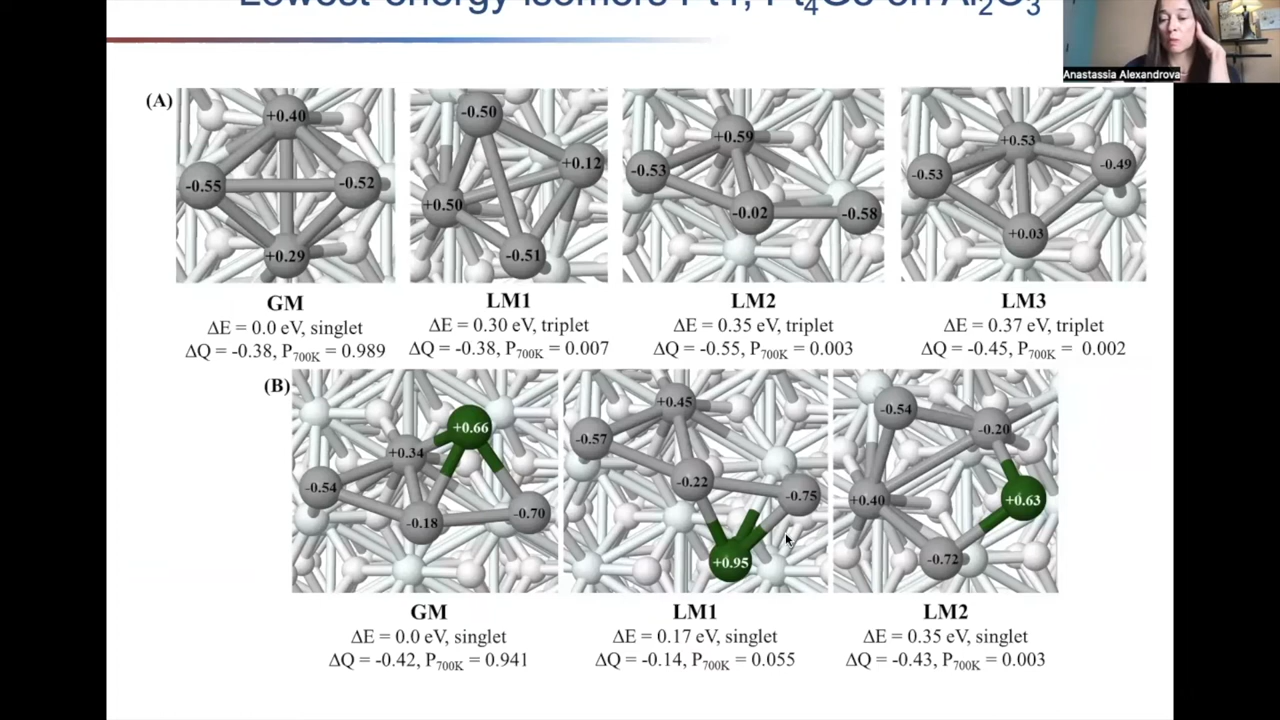 Lowest-energy isomers Pt4, Pt4Ge on Al2O3
Anastassia Alexandrova
(A)
+0.40
-0.55
-0.52
+0.29
-0.50
+0.12
+0.50
-0.51
+0.59
-0.53
-0.02
-0.58
+0.53
-0.53
-0.49
+0.03
GM
ΔE = 0.0 eV, singlet
ΔQ = -0.38, P700K = 0.989
LM1
ΔE = 0.30 eV, triplet
ΔQ = -0.38, P700K = 0.007
LM2
ΔE = 0.35 eV, triplet
ΔQ = -0.55, P700K = 0.003
LM3
ΔE = 0.37 eV, triplet
ΔQ = -0.45, P700K = 0.002
(B)
+0.66
+0.34
-0.54
-0.18
-0.70
+0.45
-0.57
-0.22
-0.75
+0.95
-0.54
-0.20
+0.40
+0.63
-0.72
GM
ΔE = 0.0 eV, singlet
ΔQ = -0.42, P700K = 0.941
LM1
ΔE = 0.17 eV, singlet
ΔQ = -0.14, P700K = 0.055
LM2
ΔE = 0.35 eV, singlet
ΔQ = -0.43, P700K = 0.003